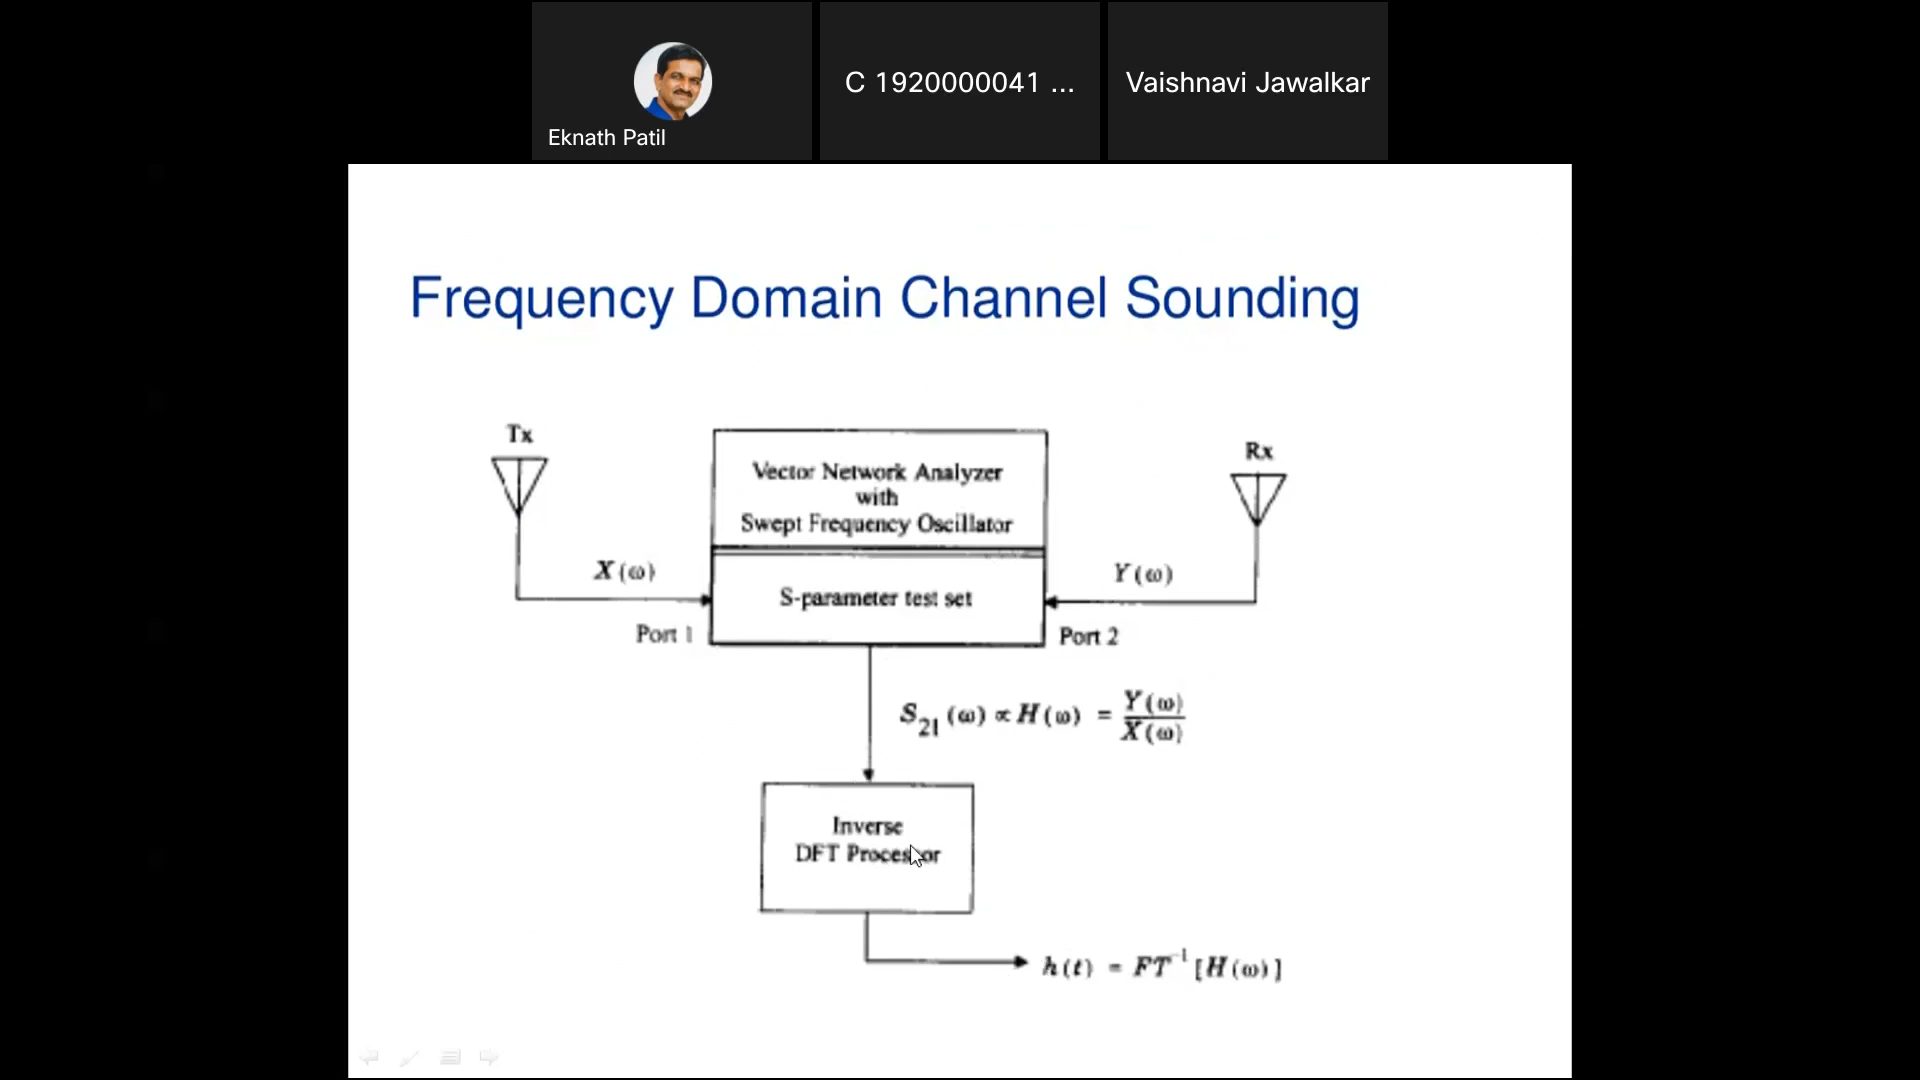 Eknath Patil
C 1920000041 ...
Vaishnavi Jawalkar
Frequency Domain Channel Sounding
Tx
Rx
Vector Network Analyzer
with
Swept Frequency Oscillator
X(ω)
Y(ω)
S-parameter test set
Port 1
Port 2
S₂₁(ω) ∝ H(ω) = Y(ω) / X(ω)
Inverse
DFT Processor
h(t) = FT⁻¹[H(ω)]